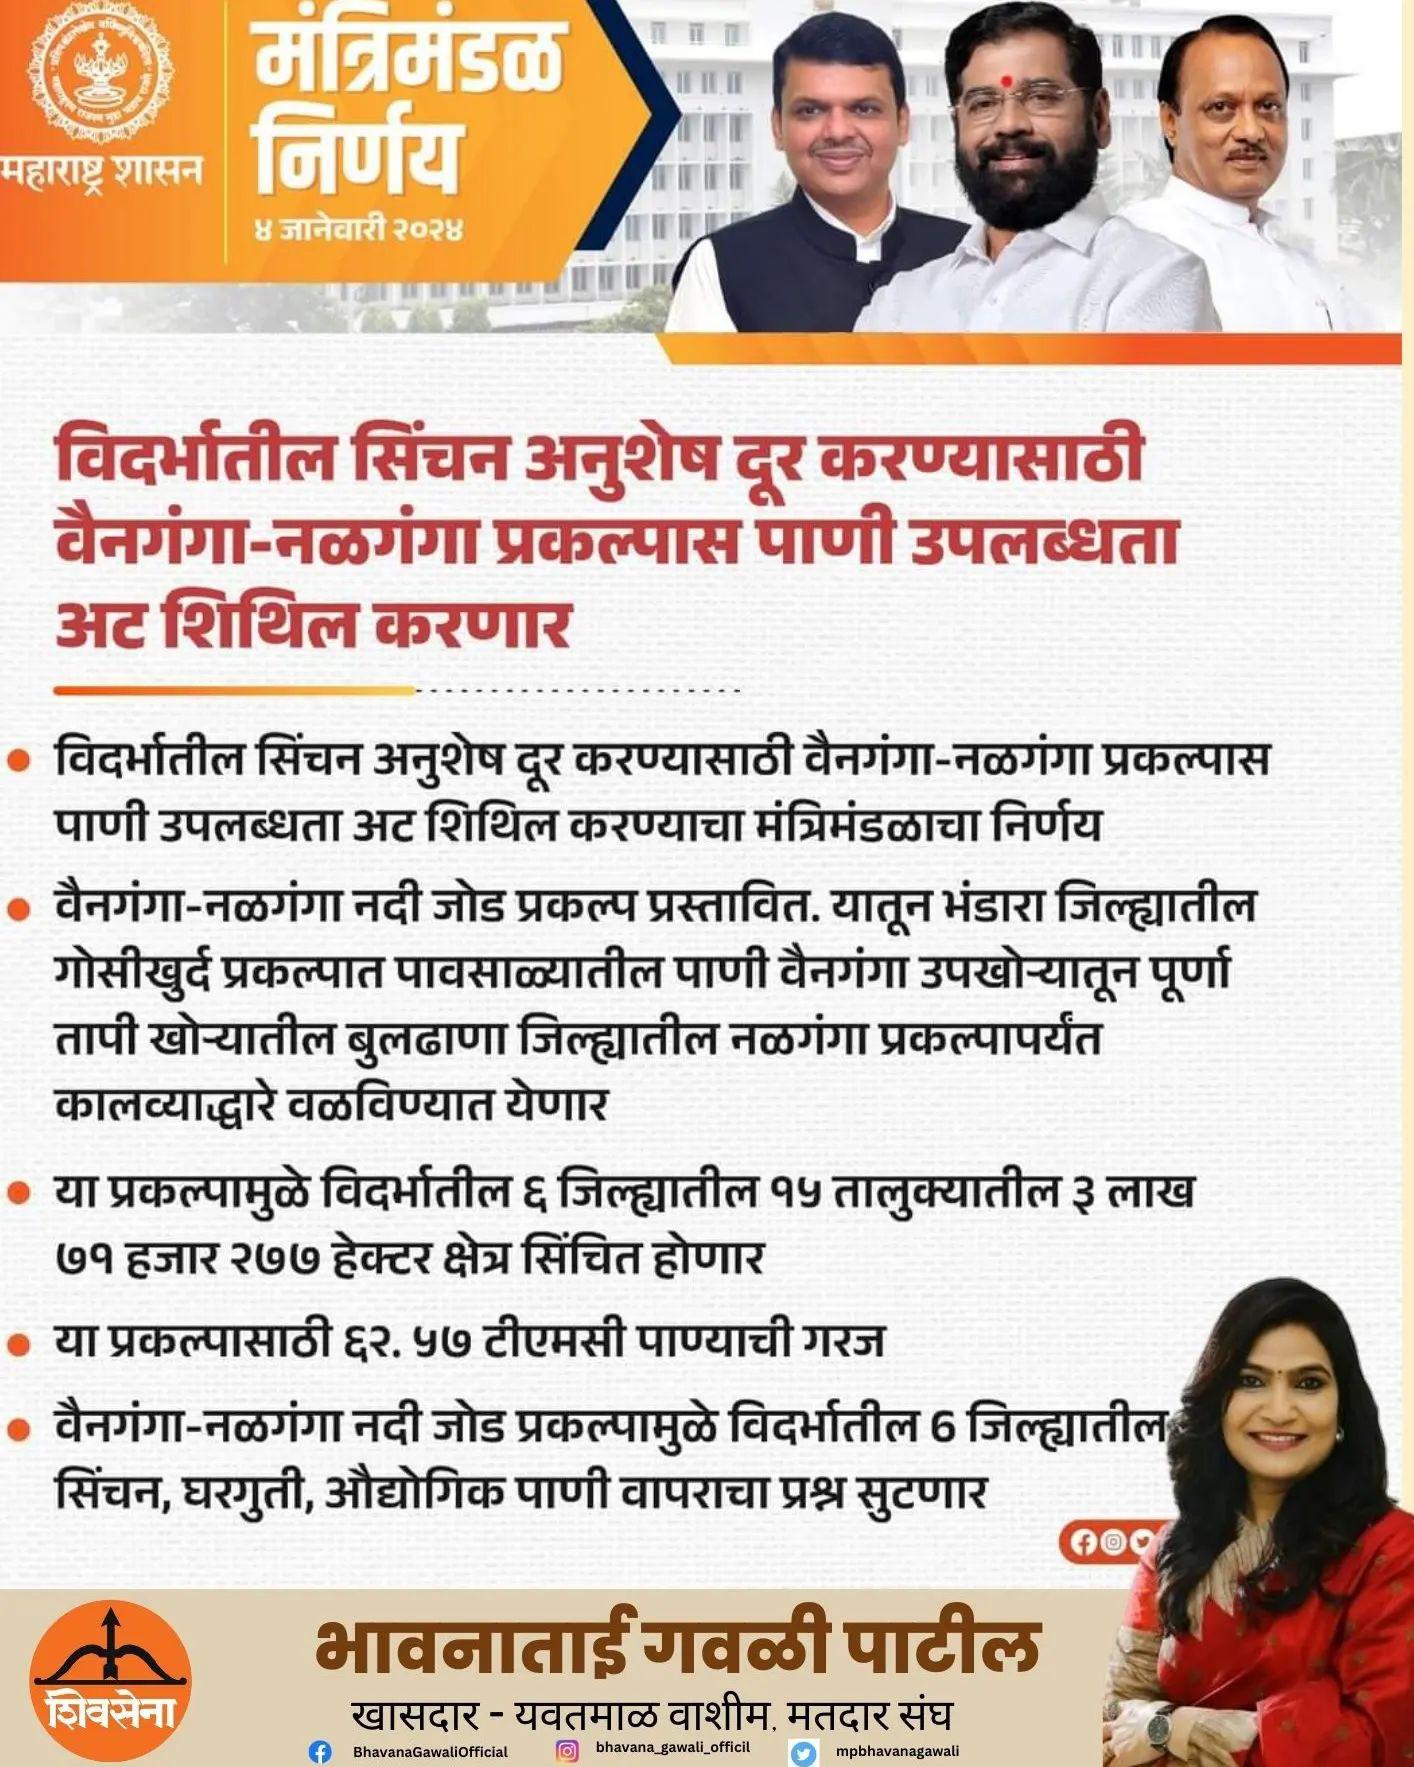 महाराष्ट्र शासन
मंत्रिमंडळ
निर्णय
४ जानेवारी २०२४
विदर्भातील सिंचन अनुशेष दूर करण्यासाठी
वैनगंगा-नळगंगा प्रकल्पास पाणी उपलब्धता
अट शिथिल करणार
विदर्भातील सिंचन अनुशेष दूर करण्यासाठी वैनगंगा-नळगंगा प्रकल्पास
पाणी उपलब्धता अट शिथिल करण्याचा मंत्रिमंडळाचा निर्णय
वैनगंगा-नळगंगा नदी जोड प्रकल्प प्रस्तावित. यातून भंडारा जिल्ह्यातील
गोसीखुर्द प्रकल्पात पावसाळ्यातील पाणी वैनगंगा उपखोऱ्यातून पूर्णा
तापी खोऱ्यातील बुलढाणा जिल्ह्यातील नळगंगा प्रकल्पापर्यंत
कालव्याद्धारे वळविण्यात येणार
या प्रकल्पामुळे विदर्भातील ६ जिल्ह्यातील १५ तालुक्यातील ३ लाख
७१ हजार २७७ हेक्टर क्षेत्र सिंचित होणार
या प्रकल्पासाठी ६२. ५७ टीएमसी पाण्याची गरज
वैनगंगा-नळगंगा नदी जोड प्रकल्पामुळे विदर्भातील 6 जिल्ह्यातील
सिंचन, घरगुती, औद्योगिक पाणी वापराचा प्रश्न सुटणार
शिवसेना
भावनाताई गवळी पाटील
खासदार - यवतमाळ वाशीम, मतदार संघ
BhavanaGawaliOfficial bhavana_gawali_officil mpbhavanagawali